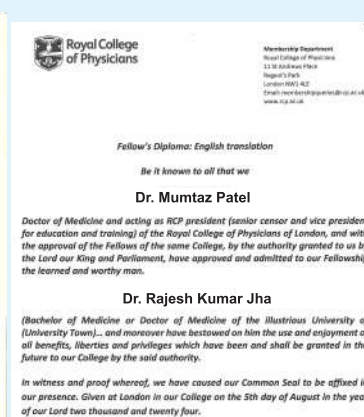 Royal College
of Physicians
Membership Department
Royal College of Physicians
11 St Andrews Place
Regent's Park
London NW1 4LE
www.rcp.ac.uk
Fellow's Diploma: English translation
Be it known to all that we
Dr. Mumtaz Patel
Doctor of Medicine and acting as RCP president (senior censor and vice president
for education and training) of the Royal College of Physicians of London, and with
the approval of the Fellows of the same College, by the authority granted to us by
the Lord our King and Parliament, have approved and admitted to our Fellowship
the learned and worthy man.
Dr. Rajesh Kumar Jha
(Bachelor of Medicine or Doctor of Medicine of the illustrious University of
(University Town)... and moreover have bestowed on him the use and enjoyment of
all benefits, liberties and privileges which have been and shall be granted in the
future to our College by the said authority.
In witness and proof whereof, we have caused our Common Seal to be affixed in
our presence. Given at London in our College on the 5th day of August in the year
of our Lord two thousand and twenty four.